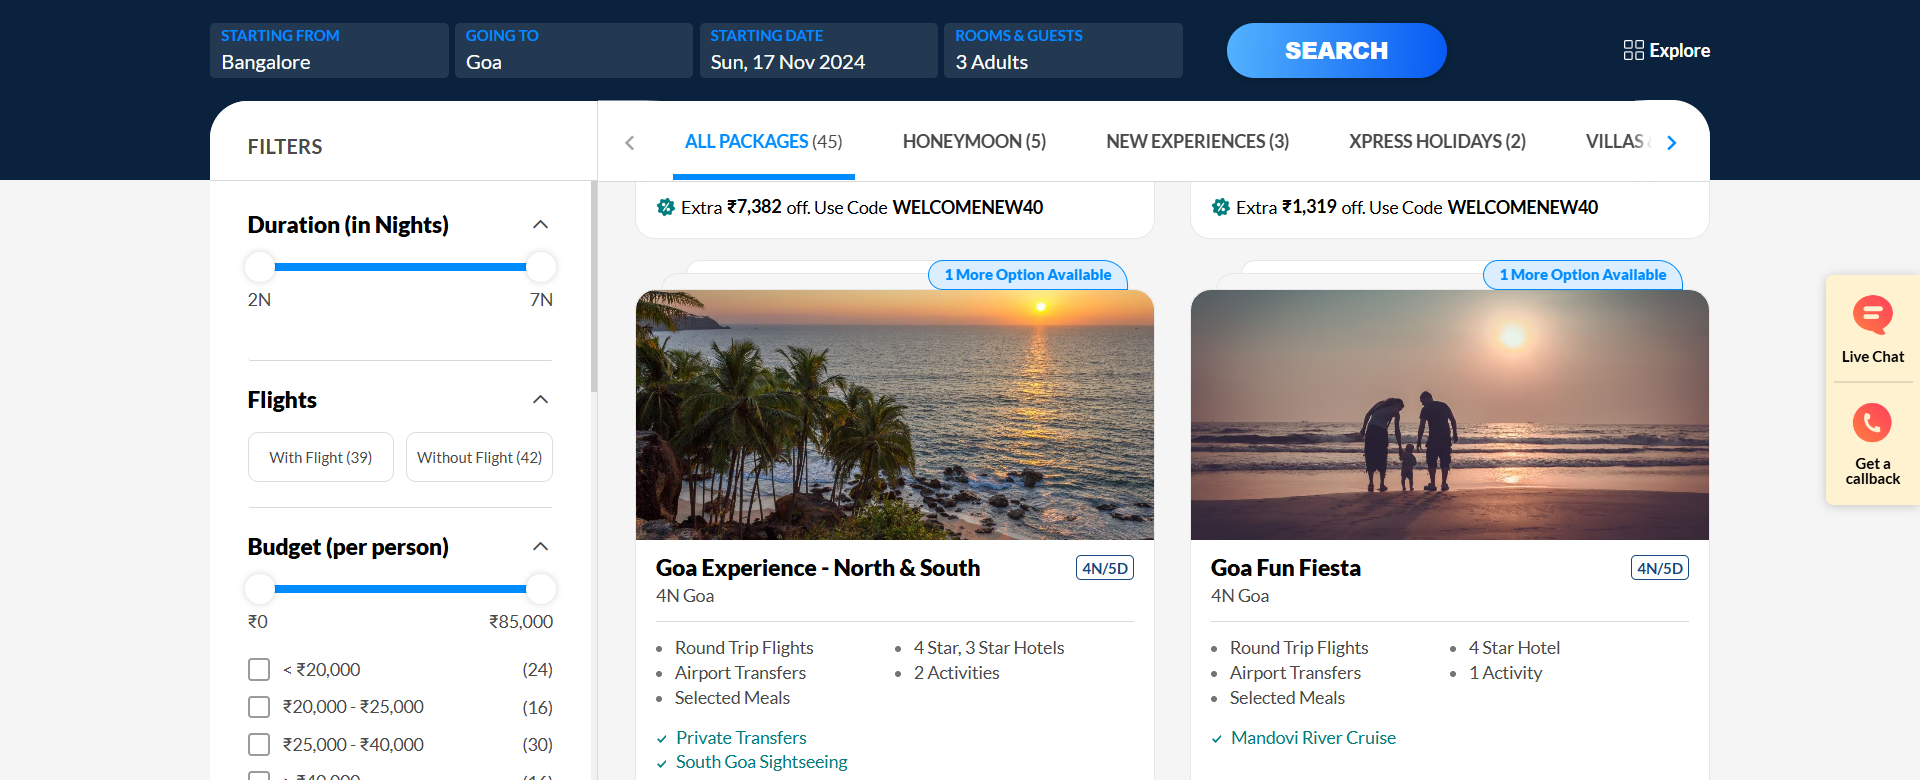 STARTING FROM
Bangalore
GOING TO
Goa
STARTING DATE
Sun, 17 Nov 2024
ROOMS & GUESTS
3 Adults
SEARCH
Explore
FILTERS
ALL PACKAGES (45)
HONEYMOON (5)
NEW EXPERIENCES (3)
XPRESS HOLIDAYS (2)
VILLAS
Duration (in Nights)
2N
7N
Flights
With Flight (39)
Without Flight (42)
Budget (per person)
₹0
₹85,000
< ₹20,000 (24)
₹20,000 - ₹25,000 (16)
₹25,000 - ₹40,000 (30)
Extra ₹7,382 off. Use Code WELCOMENEW40
Extra ₹1,319 off. Use Code WELCOMENEW40
1 More Option Available
Goa Experience - North & South
4N/5D
4N Goa
Round Trip Flights
Airport Transfers
Selected Meals
4 Star, 3 Star Hotels
2 Activities
Private Transfers
South Goa Sightseeing
1 More Option Available
Goa Fun Fiesta
4N/5D
4N Goa
Round Trip Flights
Airport Transfers
Selected Meals
4 Star Hotel
1 Activity
Mandovi River Cruise
Live Chat
Get a
callback